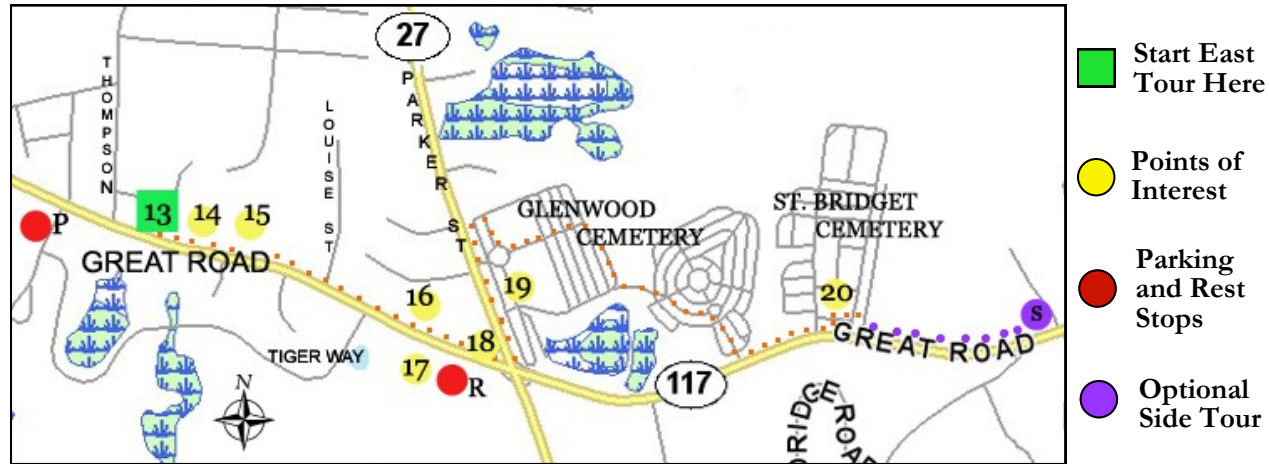 27
THOMPSON
LOUISE ST
PARKER ST
13
14
15
P
GREAT ROAD
GLENWOOD
CEMETERY
ST. BRIDGET
CEMETERY
16
19
20
S
18
GREAT ROAD
TIGER WAY
17
R
117
N
BRIDGE ROAD
Start East
Tour Here
Points of
Interest
Parking
and Rest
Stops
Optional
Side Tour